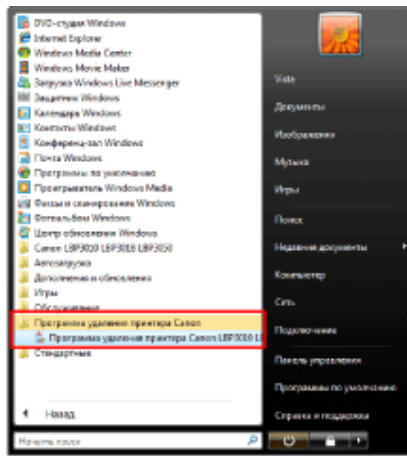 DVD-студия Windows
Internet Explorer
Windows Media Center
Windows Movie Maker
Загрузка Windows Live Messenger
Защитник Windows
Календарь Windows
Контакты Windows
Конференц-зал Windows
Почта Windows
Программы по умолчанию
Проигрыватель Windows Media
Факсы и сканирование Windows
Фотоальбом Windows
Центр обновления Windows
Canon LBP3010 LBP3018 LBP3050
Автозагрузка
Дополнения и обновления
Игры
Обслуживание
Программа удаления принтера Canon
Программа удаления принтера Canon LBP3010 LB
Стандартные
Назад
Начать поиск
Vista
Документы
Изображения
Музыка
Игры
Поиск
Недавние документы
Компьютер
Сеть
Подключение
Панель управления
Программы по умолчанию
Справка и поддержка